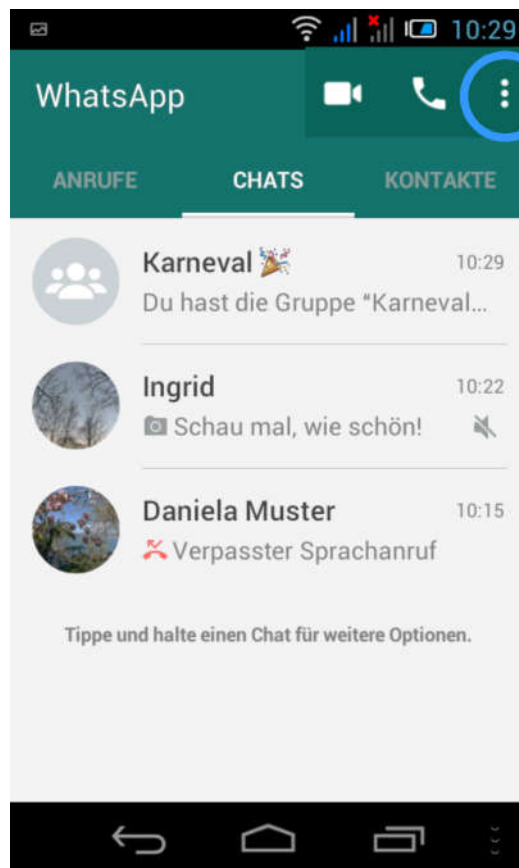 10:29
WhatsApp
ANRUFE CHATS KONTAKTE
Karneval 🎉 10:29
Du hast die Gruppe "Karneval...
Ingrid 10:22
Schau mal, wie schön!
Daniela Muster 10:15
Verpasster Sprachanruf
Tippe und halte einen Chat für weitere Optionen.